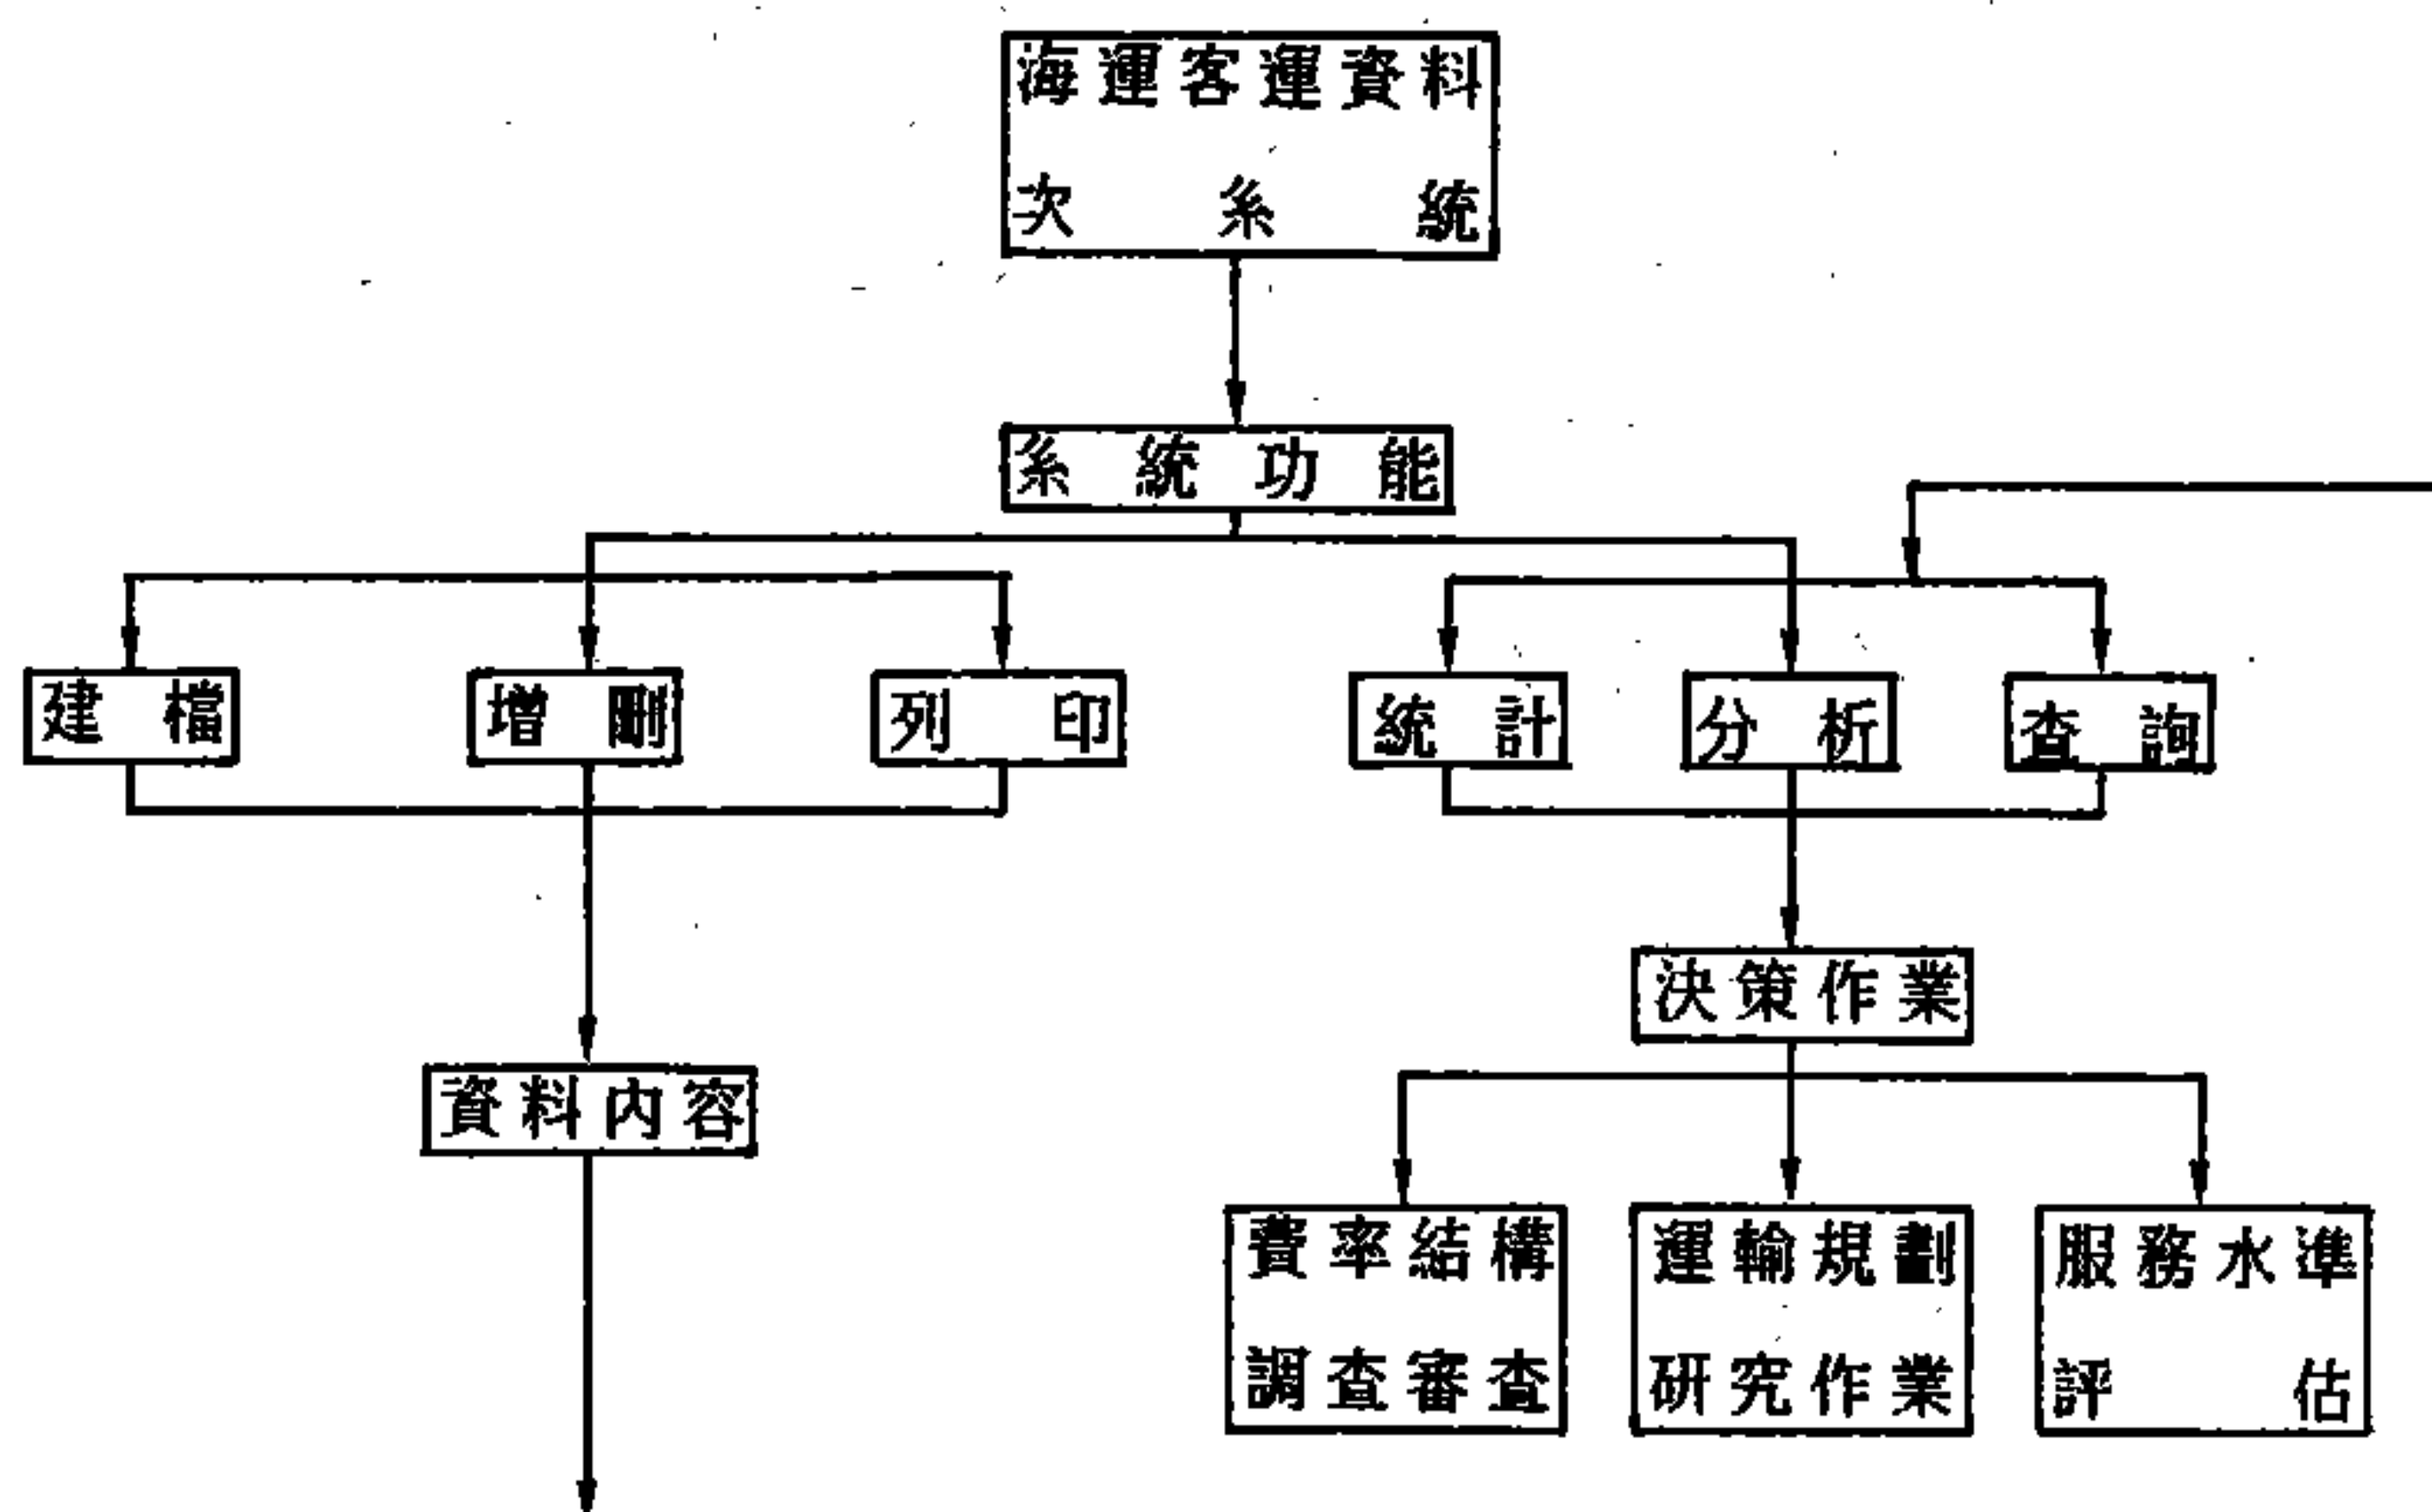 海運客運資料
次系統
系統功能
建檔
增刪
列印
統計
分析
查詢
決策作業
資料內容
費率結構
調查審查
運輸規劃
研究作業
服務水準
評估